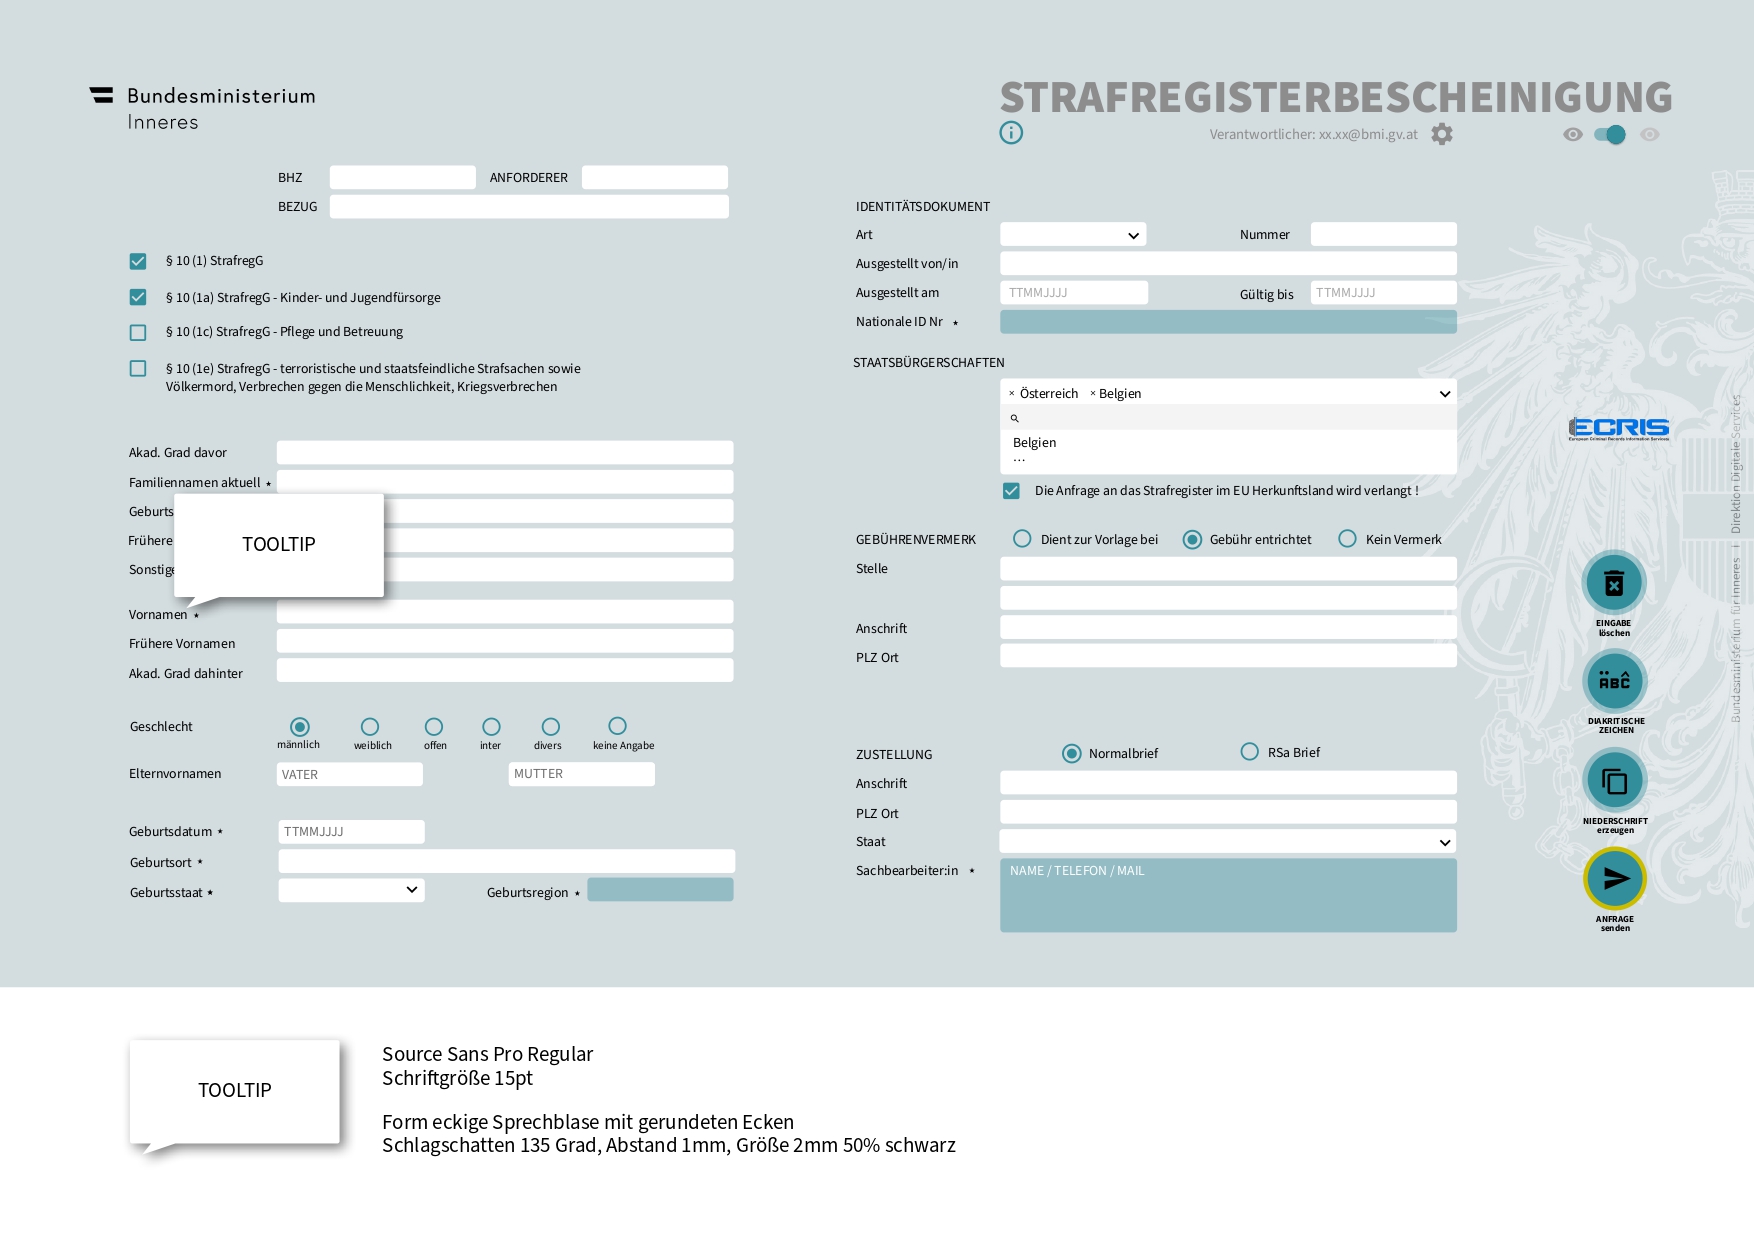 Bundesministerium
Inneres
STRAFREGISTERBESCHEINIGUNG
Verantwortlicher: xx.xx@bmi.gv.at
BHZ
ANFORDERER
BEZUG
§ 10 (1) StrafregG
§ 10 (1a) StrafregG - Kinder- und Jugendfürsorge
§ 10 (1c) StrafregG - Pflege und Betreuung
§ 10 (1e) StrafregG - terroristische und staatsfeindliche Strafsachen sowie
Völkermord, Verbrechen gegen die Menschlichkeit, Kriegsverbrechen
Akad. Grad davor
Familiennamen aktuell *
Geburts
Frühere
Sonstige
TOOLTIP
Vornamen *
Frühere Vornamen
Akad. Grad dahinter
Geschlecht
männlich weiblich offen inter divers keine Angabe
Elternvornamen VATER MUTTER
Geburtsdatum * TTMMJJJJ
Geburtsort *
Geburtsstaat * Geburtsregion *
IDENTITÄTSDOKUMENT
Art Nummer
Ausgestellt von/in
Ausgestellt am TTMMJJJJ Gültig bis TTMMJJJJ
Nationale ID Nr *
STAATSBÜRGERSCHAFTEN
× Österreich × Belgien
Belgien
...
Die Anfrage an das Strafregister im EU Herkunftsland wird verlangt !
GEBÜHRENVERMERK Dient zur Vorlage bei Gebühr entrichtet Kein Vermerk
Stelle
Anschrift
PLZ Ort
ZUSTELLUNG Normalbrief RSa Brief
Anschrift
PLZ Ort
Staat
Sachbearbeiter:in * NAME / TELEFON / MAIL
ECRIS
European Criminal Records Information Services
EINGABE
löschen
ÄBĈ
DIAKRITISCHE
ZEICHEN
NIEDERSCHRIFT
erzeugen
ANFRAGE
senden
Bundesministerium für Inneres | Direktion Digitale Services
TOOLTIP
Source Sans Pro Regular
Schriftgröße 15pt
Form eckige Sprechblase mit gerundeten Ecken
Schlagschatten 135 Grad, Abstand 1mm, Größe 2mm 50% schwarz